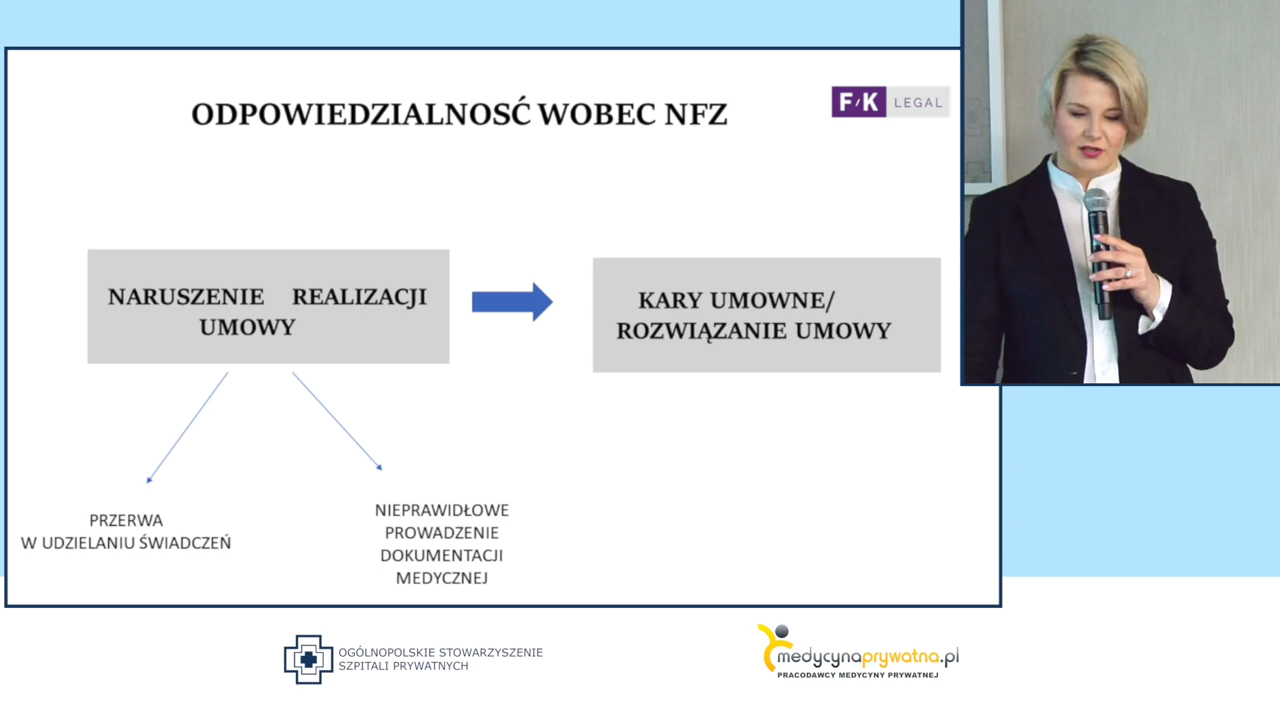 ODPOWIEDZIALNOŚĆ WOBEC NFZ
F/K LEGAL
NARUSZENIE REALIZACJI
UMOWY
KARY UMOWNE/
ROZWIĄZANIE UMOWY
PRZERWA
W UDZIELANIU ŚWIADCZEŃ
NIEPRAWIDŁOWE
PROWADZENIE
DOKUMENTACJI
MEDYCZNEJ
OGÓLNOPOLSKIE STOWARZYSZENIE
SZPITALI PRYWATNYCH
medycynaprywatna.pl
PRACODAWCY MEDYCYNY PRYWATNEJ